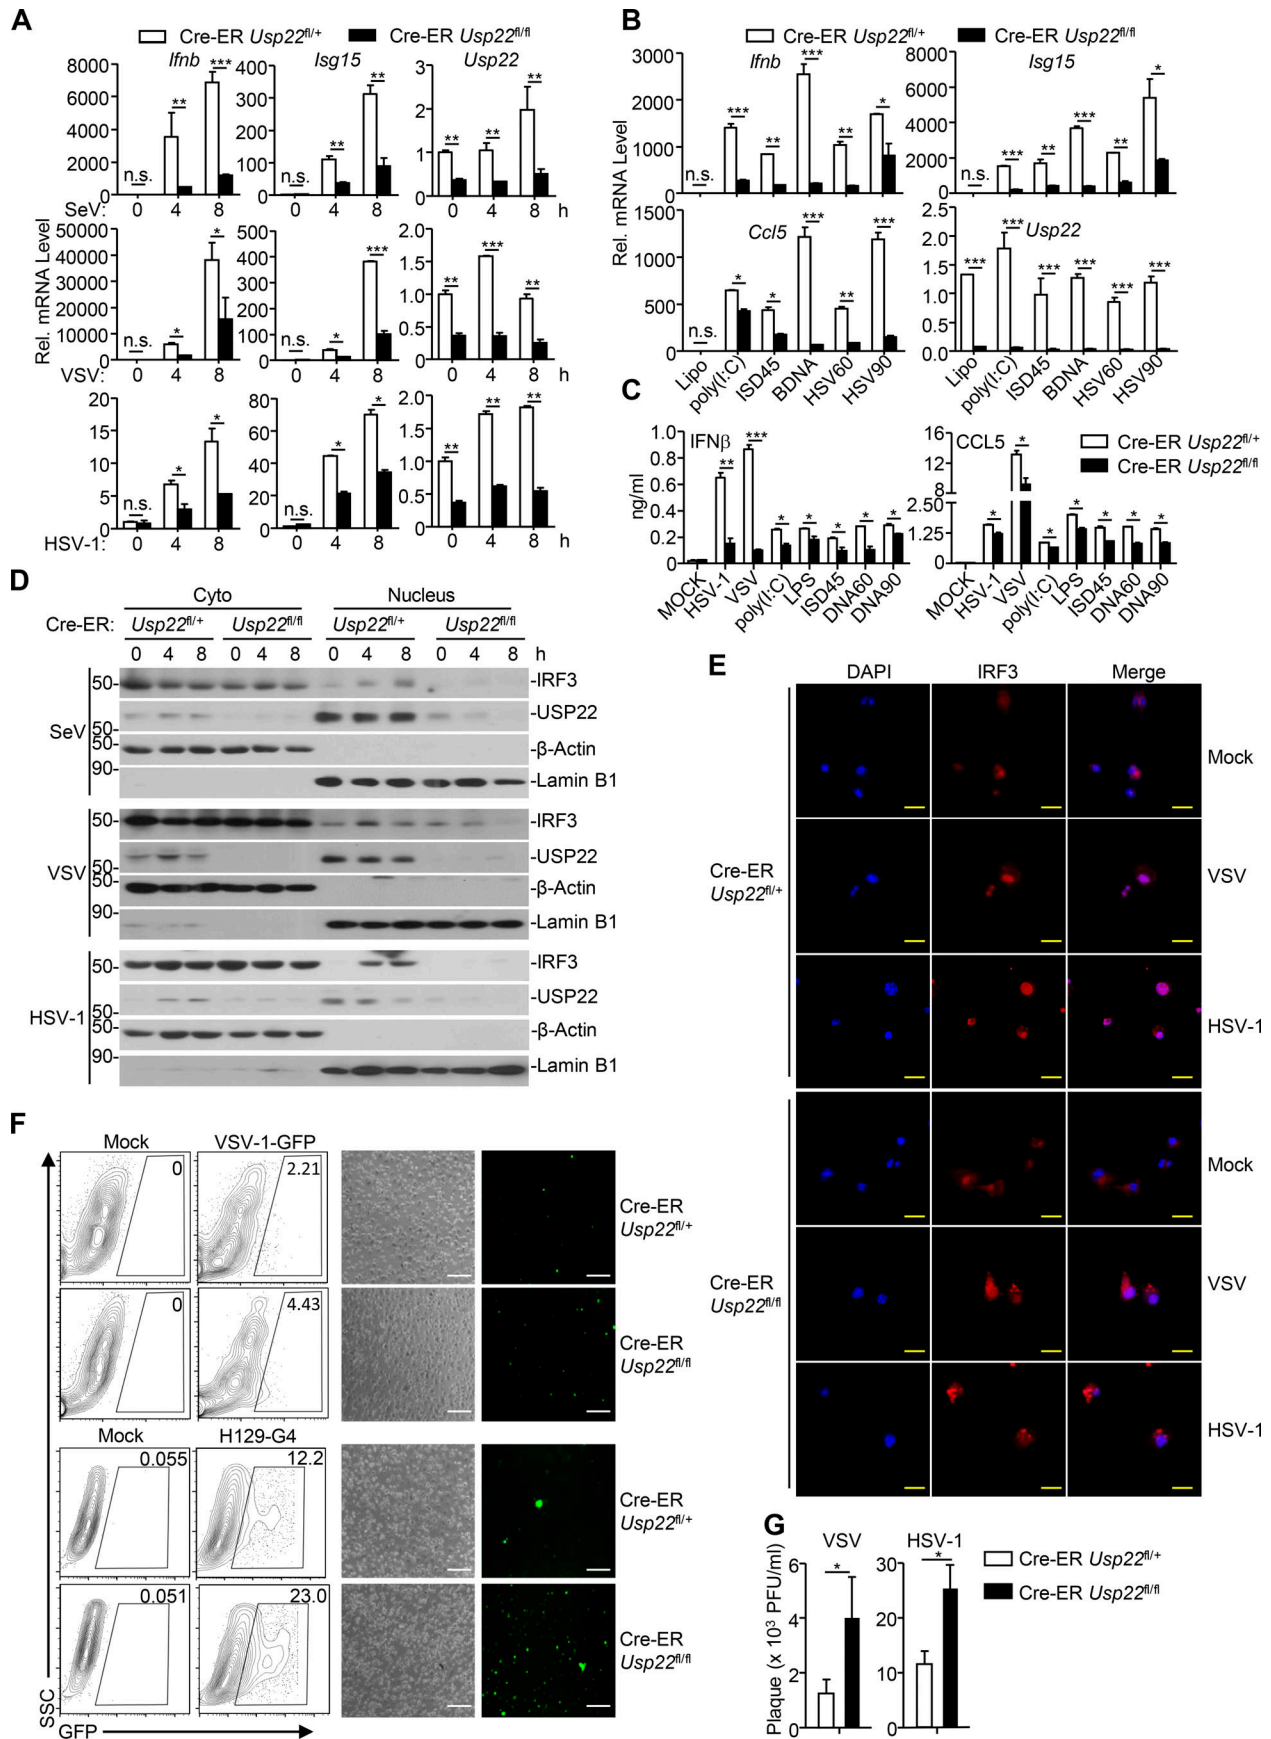 A
Cre-ER Usp22fl/+ Cre-ER Usp22fl/fl
Ifnb Isg15 Usp22
Rel. mRNA Level
8000 6000 4000 2000 0
400 300 200 100 0
3 2 1 0
n.s. ** ***
n.s. ** **
** ** **
SeV: 0 4 8 0 4 8 0 4 8 h
50000 40000 30000 20000 10000 0
500 400 300 200 100 0
2.0 1.5 1.0 0.5 0.0
n.s. * *
n.s. * ***
** *** **
VSV: 0 4 8 0 4 8 0 4 8 h
20 15 10 5 0
80 60 40 20 0
2.0 1.5 1.0 0.5 0.0
n.s. * *
n.s. * *
** ** **
HSV-1: 0 4 8 0 4 8 0 4 8 h
B
Cre-ER Usp22fl/+ Cre-ER Usp22fl/fl
Ifnb Isg15
Rel. mRNA Level
3000 2000 1000 0
8000 6000 4000 2000 0
n.s. *** ** *** ** *
n.s. *** ** *** ** *
Ccl5 Usp22
1500 1000 500 0
2.5 2.0 1.5 1.0 0.5 0.0
n.s. * * *** ** ***
*** *** *** *** *** ***
Lipo poly(I:C) ISD45 BDNA HSV60 HSV90
Lipo poly(I:C) ISD45 BDNA HSV60 HSV90
C
IFNβ CCL5
Cre-ER Usp22fl/+
Cre-ER Usp22fl/fl
ng/ml
1.0 0.8 0.6 0.4 0.2 0
16 12 8 2.50 1.25 0
** *** * * * * *
* * * * * * *
MOCK HSV-1 VSV poly(I:C) LPS ISD45 DNA60 DNA90
MOCK HSV-1 VSV poly(I:C) LPS ISD45 DNA60 DNA90
D
Cyto Nucleus
Cre-ER: Usp22fl/+ Usp22fl/fl Usp22fl/+ Usp22fl/fl
0 4 8 0 4 8 0 4 8 0 4 8 h
SeV
50- -IRF3
50- -USP22
50- -β-Actin
90- -Lamin B1
VSV
50- -IRF3
50- -USP22
50- -β-Actin
90- -Lamin B1
HSV-1
50- -IRF3
50- -USP22
50- -β-Actin
90- -Lamin B1
E
DAPI IRF3 Merge
Cre-ER
Usp22fl/+
Mock
VSV
HSV-1
Cre-ER
Usp22fl/fl
Mock
VSV
HSV-1
F
Mock VSV-1-GFP
0 2.21
Cre-ER
Usp22fl/+
0 4.43
Cre-ER
Usp22fl/fl
Mock H129-G4
0.055 12.2
Cre-ER
Usp22fl/+
0.051 23.0
Cre-ER
Usp22fl/fl
SSC
GFP
G
VSV HSV-1
Cre-ER Usp22fl/+
Cre-ER Usp22fl/fl
Plaque (x 10³ PFU/ml)
6 4 2 0
30 20 10 0
* *